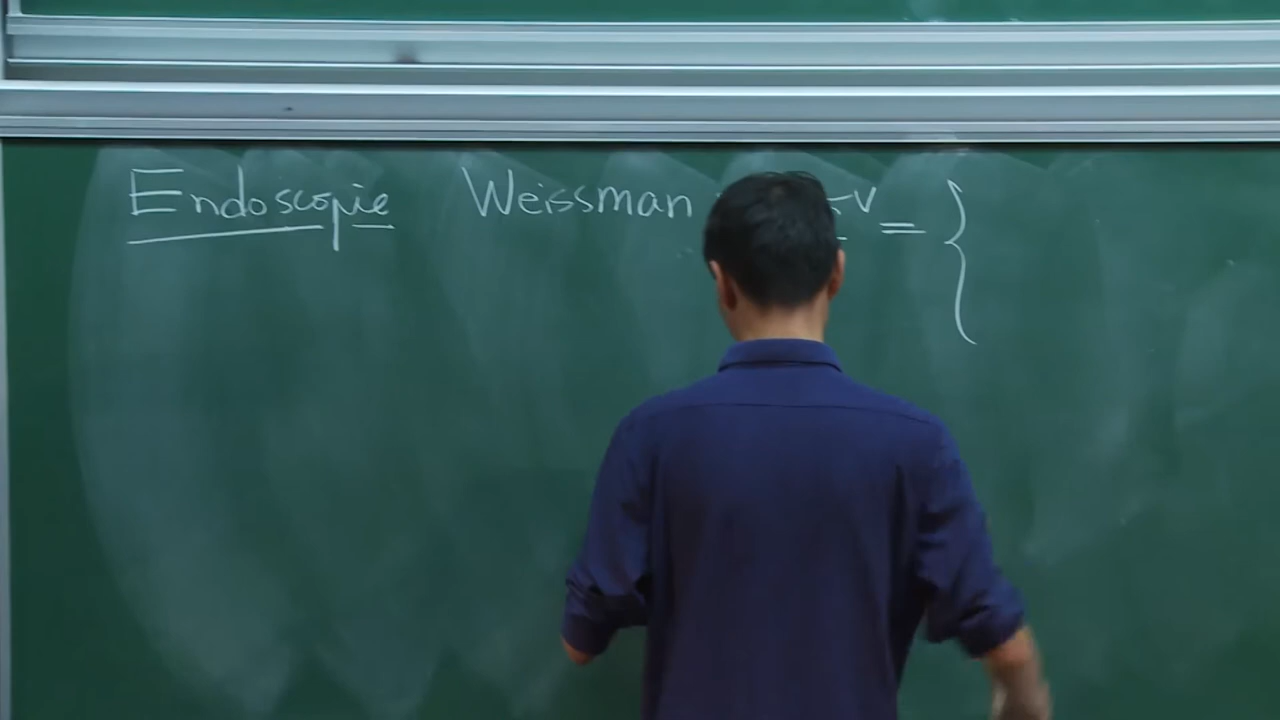 Endoscopie Weissman v = {